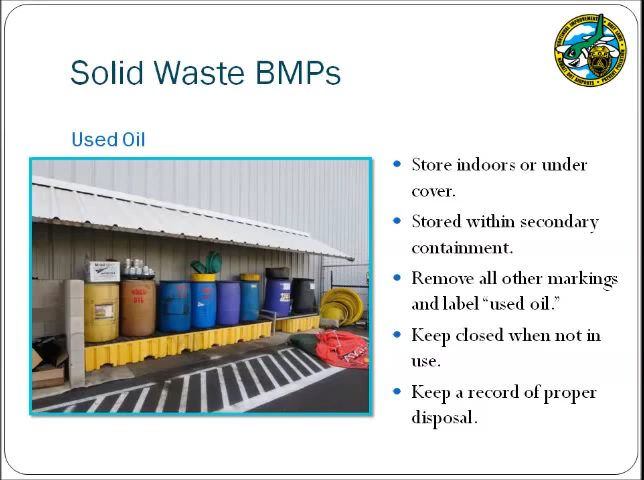 Solid Waste BMPs
Used Oil
Store indoors or under
cover.
Stored within secondary
containment.
Remove all other markings
and label “used oil.”
Keep closed when not in
use.
Keep a record of proper
disposal.